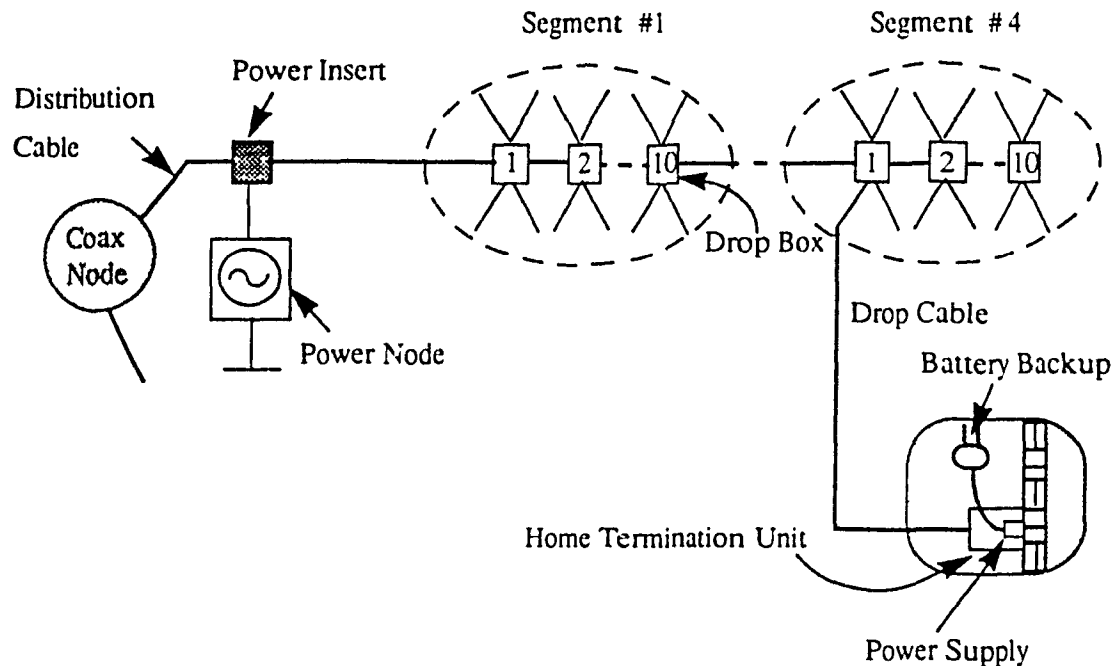 Segment #1
Segment #4
Power Insert
Distribution
Cable
1
2
10
1
2
10
Coax
Node
Drop Box
Power Node
Drop Cable
Battery Backup
Home Termination Unit
Power Supply